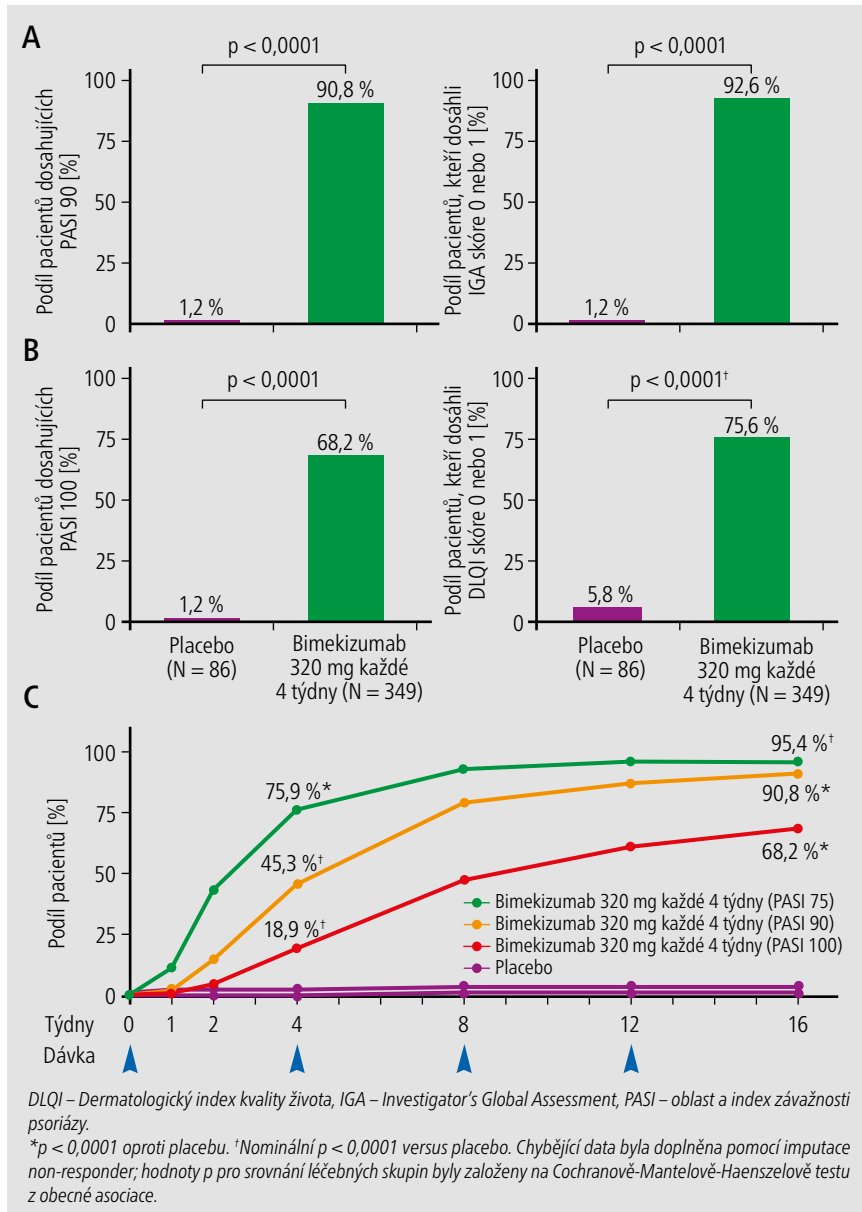 A
p < 0,0001
Podíl pacientů dosahujících
PASI 90 [%]
100
75
50
25
0
1,2 %
90,8 %
p < 0,0001
Podíl pacientů, kteří dosáhli
IGA skóre 0 nebo 1 [%]
100
75
50
25
0
1,2 %
92,6 %
B
p < 0,0001
Podíl pacientů dosahujících
PASI 100 [%]
100
75
50
25
0
1,2 %
68,2 %
Placebo
(N = 86)
Bimekizumab
320 mg každé
4 týdny (N = 349)
p < 0,0001†
Podíl pacientů, kteří dosáhli
DLQI skóre 0 nebo 1 [%]
100
75
50
25
0
5,8 %
75,6 %
Placebo
(N = 86)
Bimekizumab
320 mg každé
4 týdny (N = 349)
C
Podíl pacientů [%]
100
75
50
25
0
75,9 %*
45,3 %†
18,9 %†
95,4 %†
90,8 %*
68,2 %*
Bimekizumab 320 mg každé 4 týdny (PASI 75)
Bimekizumab 320 mg každé 4 týdny (PASI 90)
Bimekizumab 320 mg každé 4 týdny (PASI 100)
Placebo
Týdny 0 1 2 4 8 12 16
Dávka
DLQI – Dermatologický index kvality života, IGA – Investigator's Global Assessment, PASI – oblast a index závažnosti
psoriázy.
*p < 0,0001 oproti placebu. †Nominální p < 0,0001 versus placebo. Chybějící data byla doplněna pomocí imputace
non-responder; hodnoty p pro srovnání léčebných skupin byly založeny na Cochranově-Mantelově-Haenszelově testu
z obecné asociace.